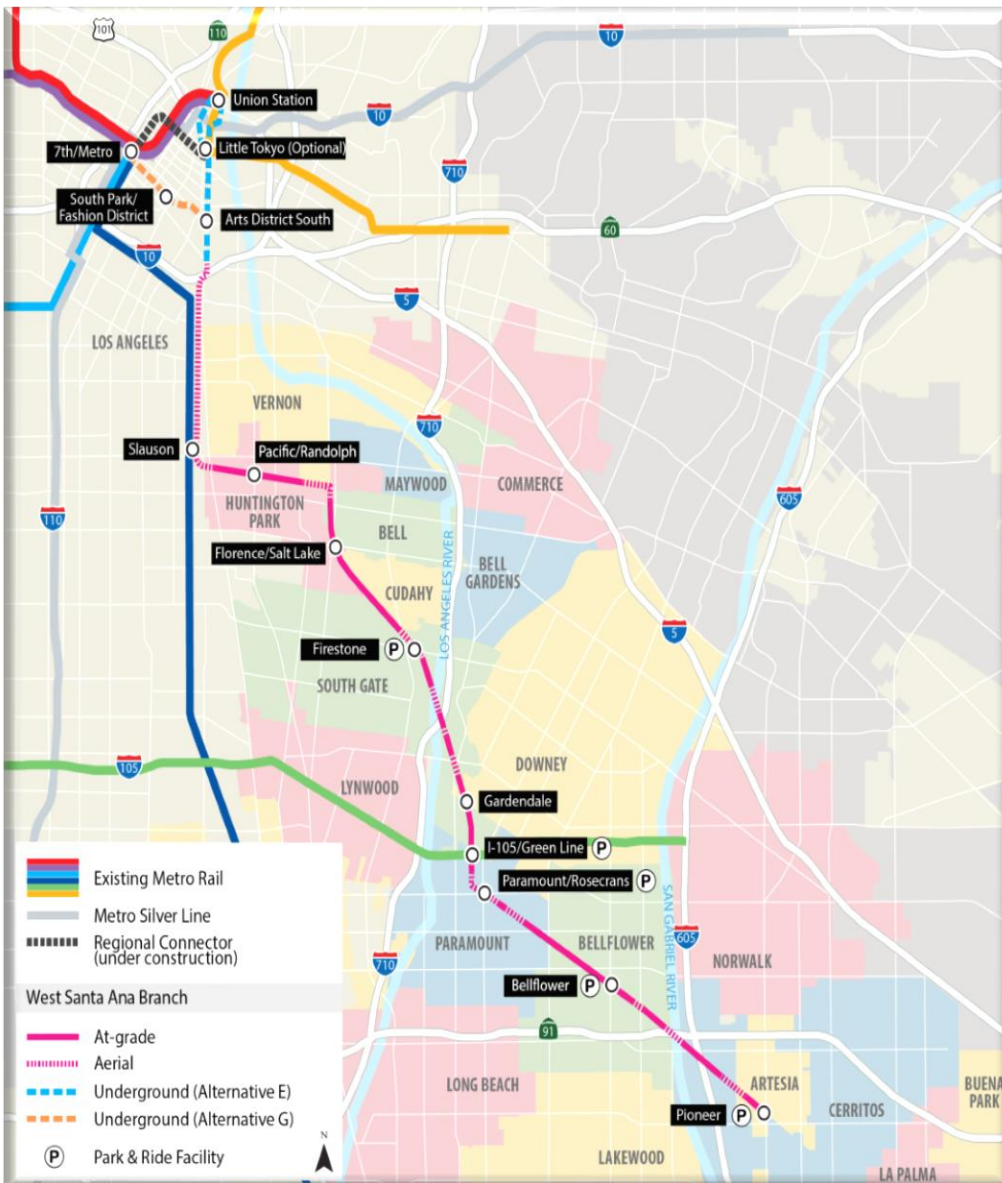 101
110
10
Union Station
10
7th/Metro
Little Tokyo (Optional)
710
South Park/
Fashion District
Arts District South
60
10
5
LOS ANGELES
VERNON
710
Slauson
Pacific/Randolph
MAYWOOD
COMMERCE
605
HUNTINGTON
PARK
110
BELL
Florence/Salt Lake
BELL
GARDENS
CUDAHY
LOS ANGELES RIVER
5
Firestone
P
SOUTH GATE
105
DOWNEY
LYNWOOD
Gardendale
I-105/Green Line
P
Paramount/Rosecrans
P
SAN GABRIEL RIVER
PARAMOUNT
BELLFLOWER
605
NORWALK
710
Bellflower
P
91
LONG BEACH
ARTESIA
BUENA
PARK
CERRITOS
Pioneer
P
LAKEWOOD
LA PALMA
Existing Metro Rail
Metro Silver Line
Regional Connector
(under construction)
West Santa Ana Branch
At-grade
Aerial
Underground (Alternative E)
Underground (Alternative G)
P
Park & Ride Facility
N